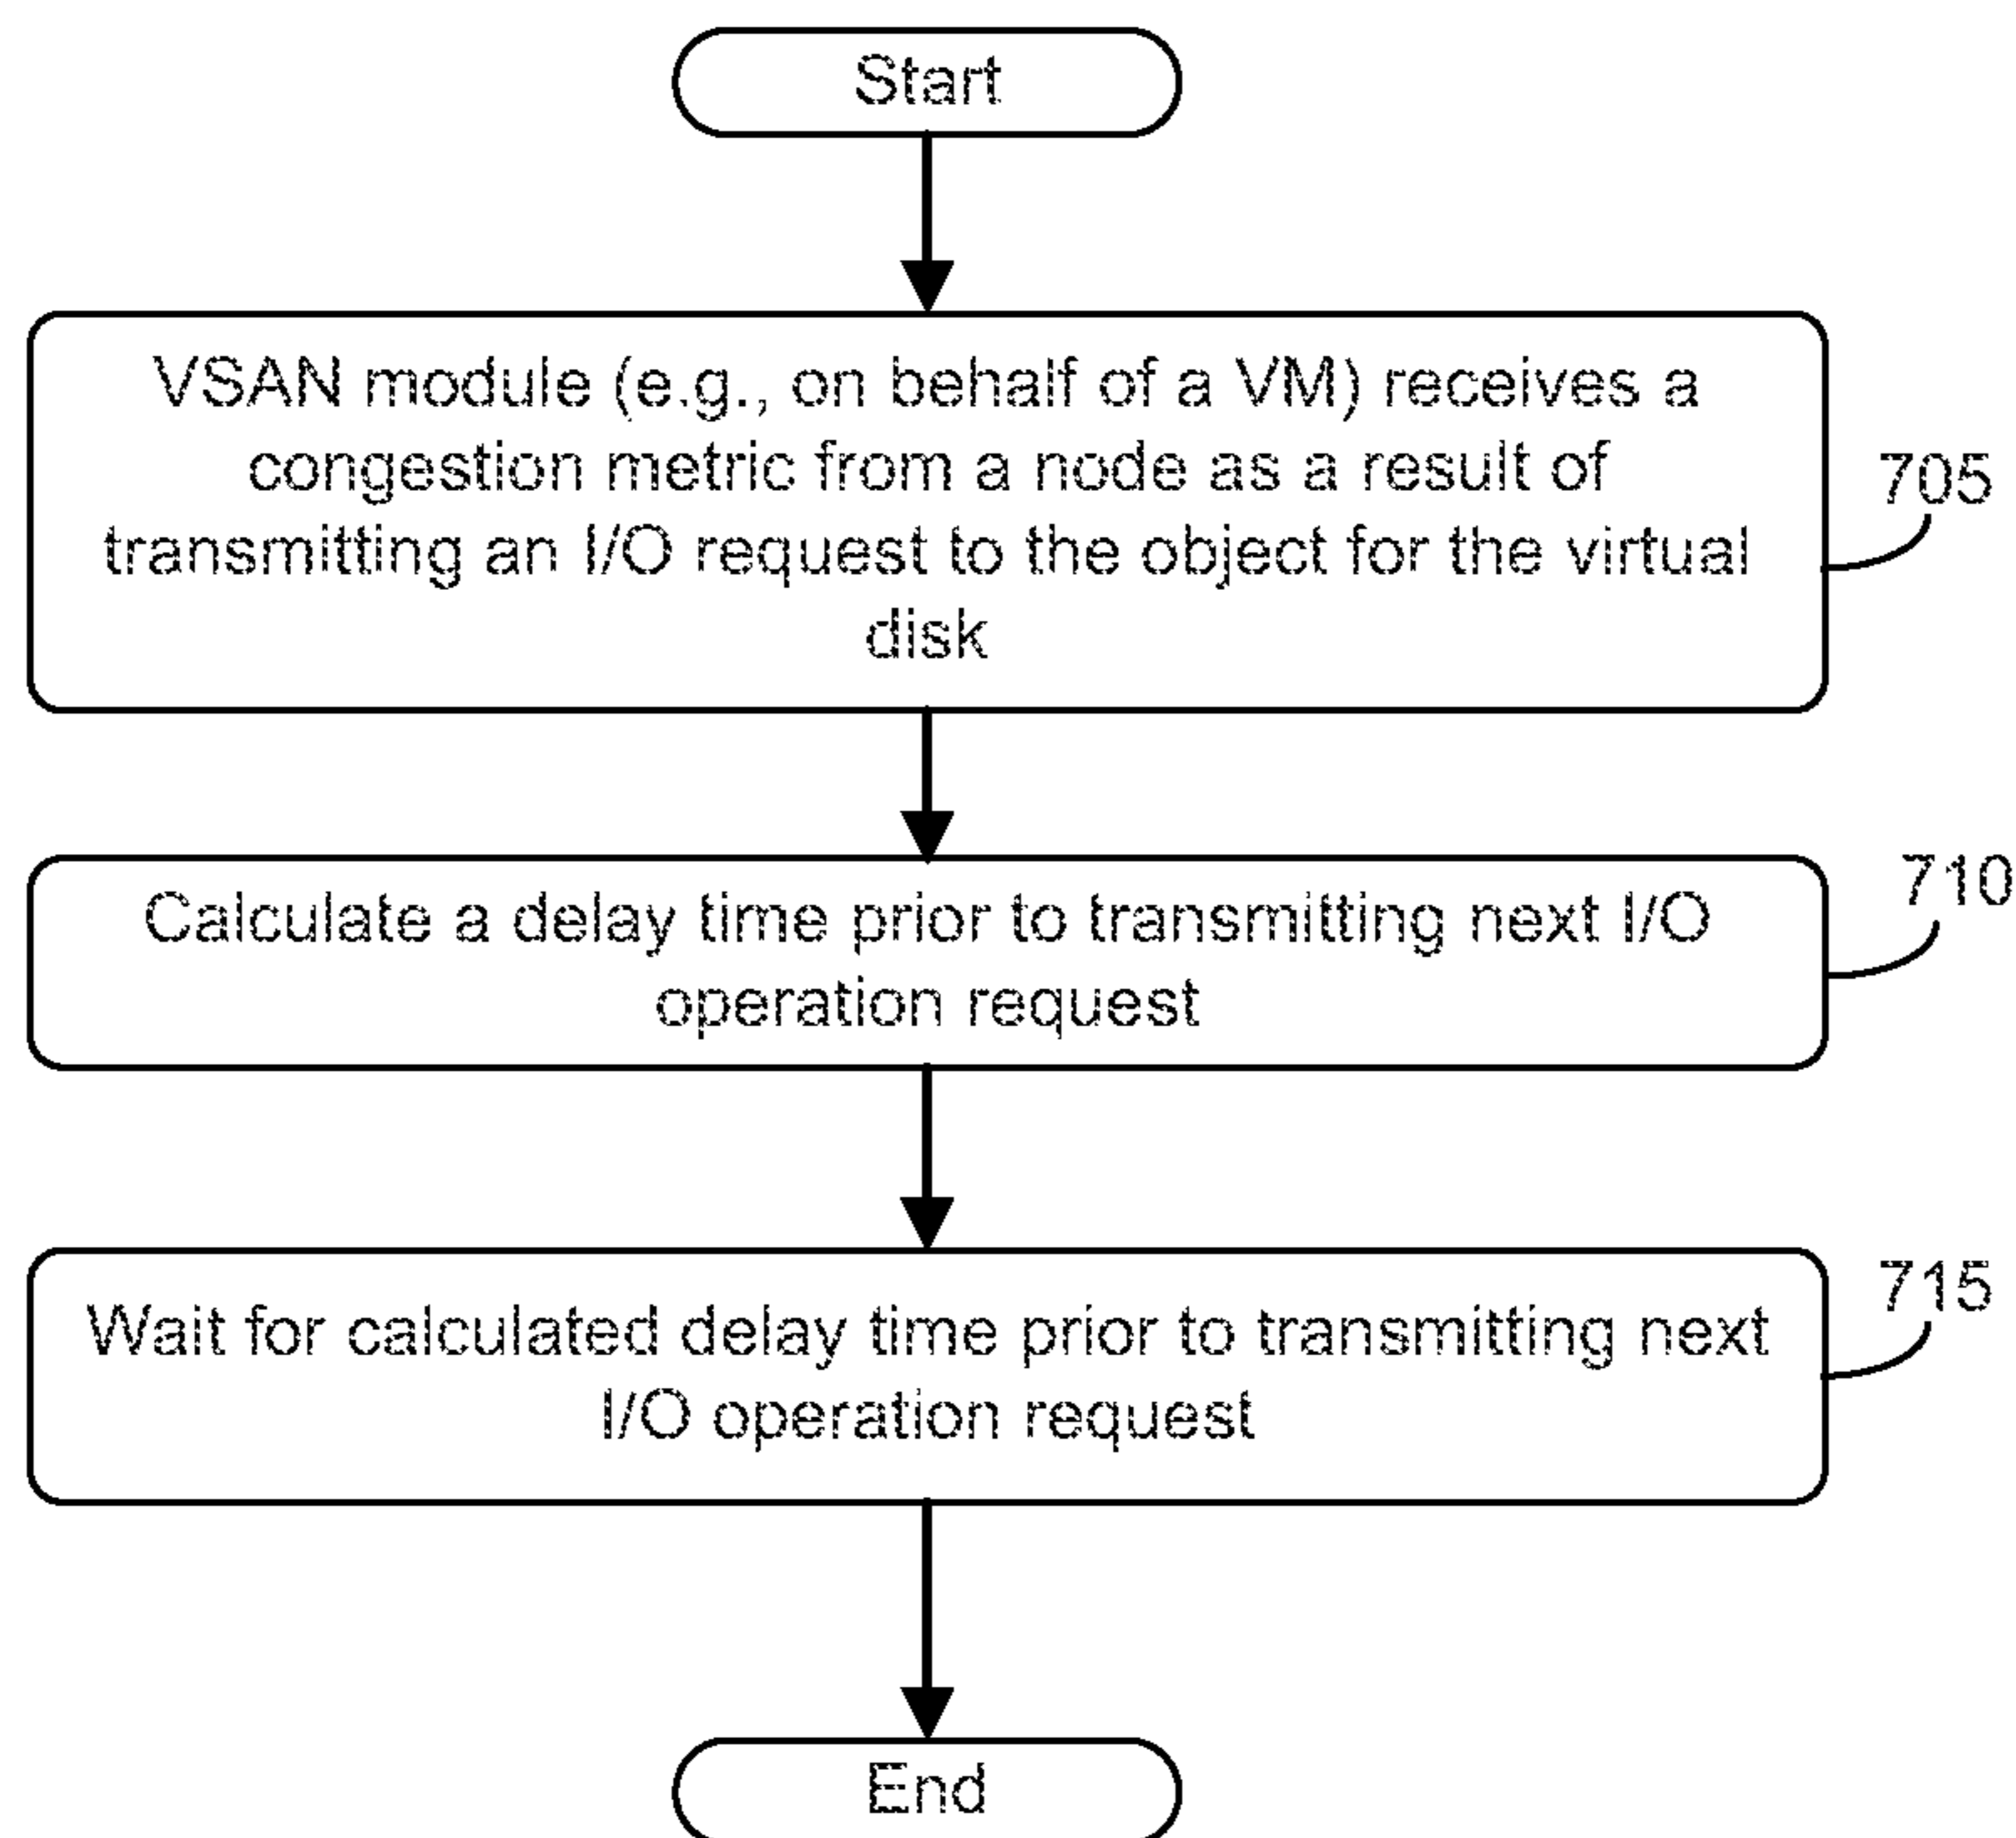 Start
VSAN module (e.g., on behalf of a VM) receives a
congestion metric from a node as a result of
transmitting an I/O request to the object for the virtual
disk
705
Calculate a delay time prior to transmitting next I/O
operation request
710
Wait for calculated delay time prior to transmitting next
I/O operation request
715
End